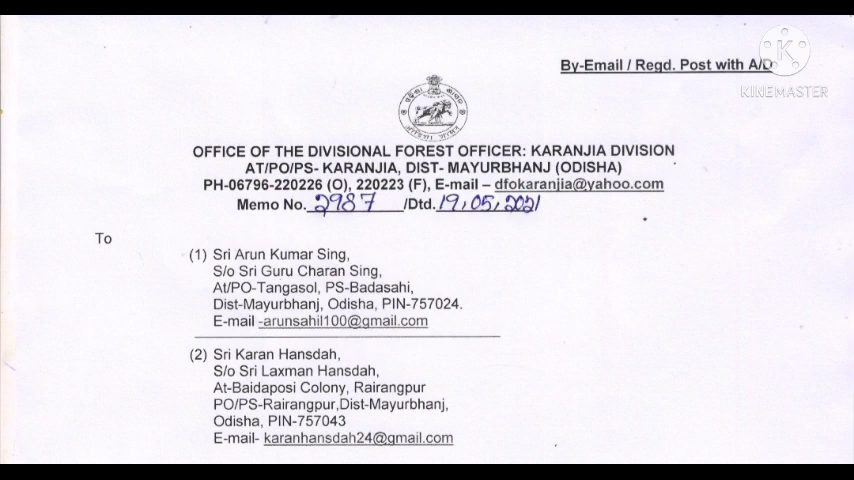 By-Email / Regd. Post with A/D
KINEMASTER
OFFICE OF THE DIVISIONAL FOREST OFFICER: KARANJIA DIVISION
AT/PO/PS- KARANJIA, DIST- MAYURBHANJ (ODISHA)
PH-06796-220226 (O), 220223 (F), E-mail – dfokaranjia@yahoo.com
Memo No. 2987 /Dtd. 19,05,2021
To
(1) Sri Arun Kumar Sing,
S/o Sri Guru Charan Sing,
At/PO-Tangasol, PS-Badasahi,
Dist-Mayurbhanj, Odisha, PIN-757024.
E-mail -arunsahil100@gmail.com
(2) Sri Karan Hansdah,
S/o Sri Laxman Hansdah,
At-Baidaposi Colony, Rairangpur
PO/PS-Rairangpur,Dist-Mayurbhanj,
Odisha, PIN-757043
E-mail- karanhansdah24@gmail.com